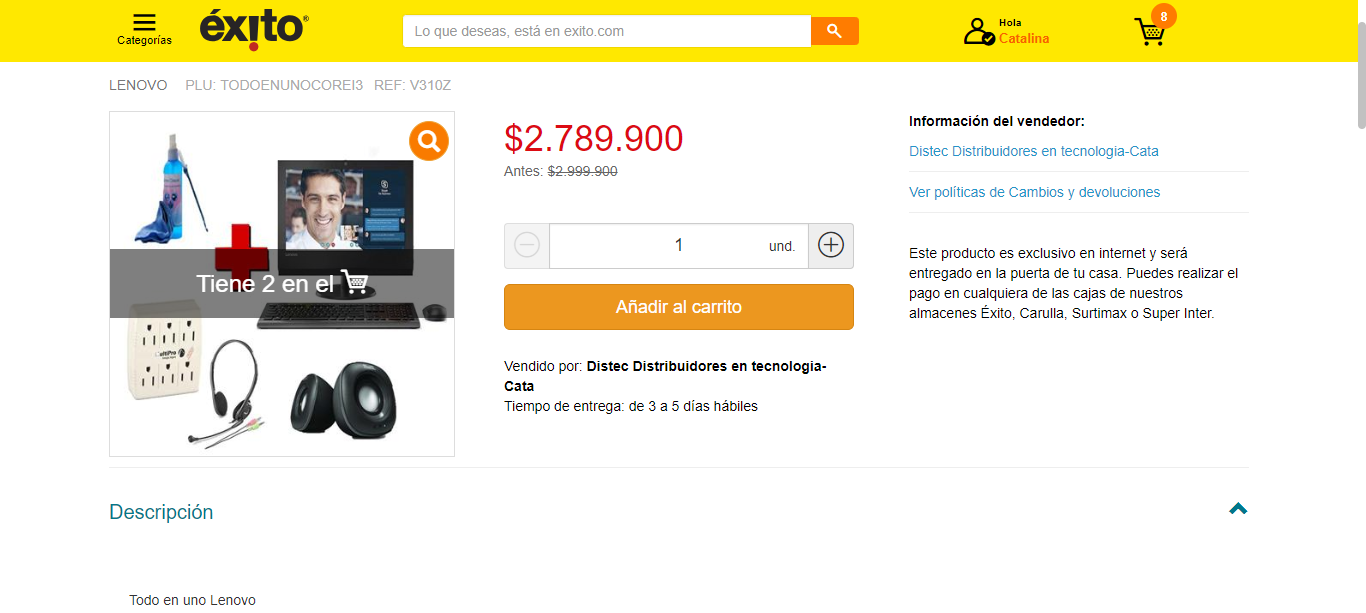 Categorías
éxito®
Lo que deseas, está en exito.com
Hola
Catalina
8
LENOVO PLU: TODOENUNOCOREI3 REF: V310Z
Tiene 2 en el
$2.789.900
Antes: $2.999.900
1 und.
Añadir al carrito
Vendido por: Distec Distribuidores en tecnologia-
Cata
Tiempo de entrega: de 3 a 5 días hábiles
Información del vendedor:
Distec Distribuidores en tecnologia-Cata
Ver políticas de Cambios y devoluciones
Este producto es exclusivo en internet y será
entregado en la puerta de tu casa. Puedes realizar el
pago en cualquiera de las cajas de nuestros
almacenes Éxito, Carulla, Surtimax o Super Inter.
Descripción
Todo en uno Lenovo